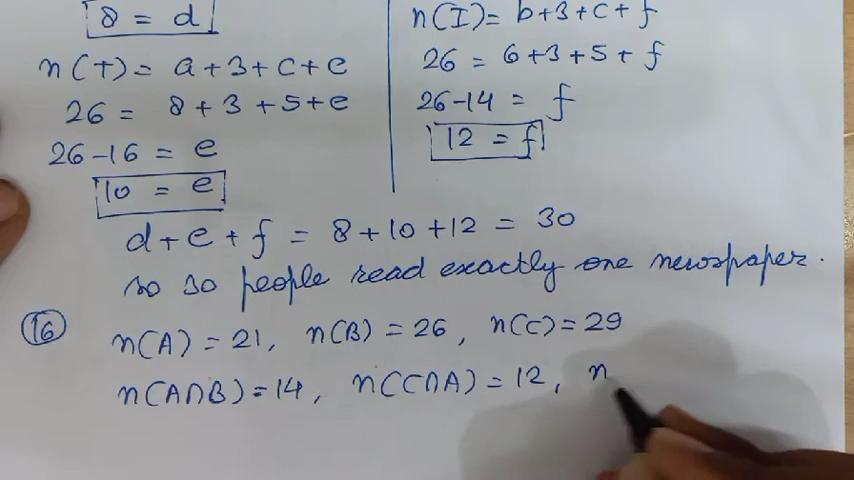 8 = d
n(T) = a+3+c+e
26 = 8+3+5+e
26-16 = e
10 = e
n(I) = b+3+c+f
26 = 6+3+5+f
26-14 = f
12 = f
d+e+f = 8+10+12 = 30
so 30 people read exactly one newspaper.
16 n(A) = 21, n(B) = 26, n(C) = 29
n(A∩B) = 14, n(C∩A) = 12, n